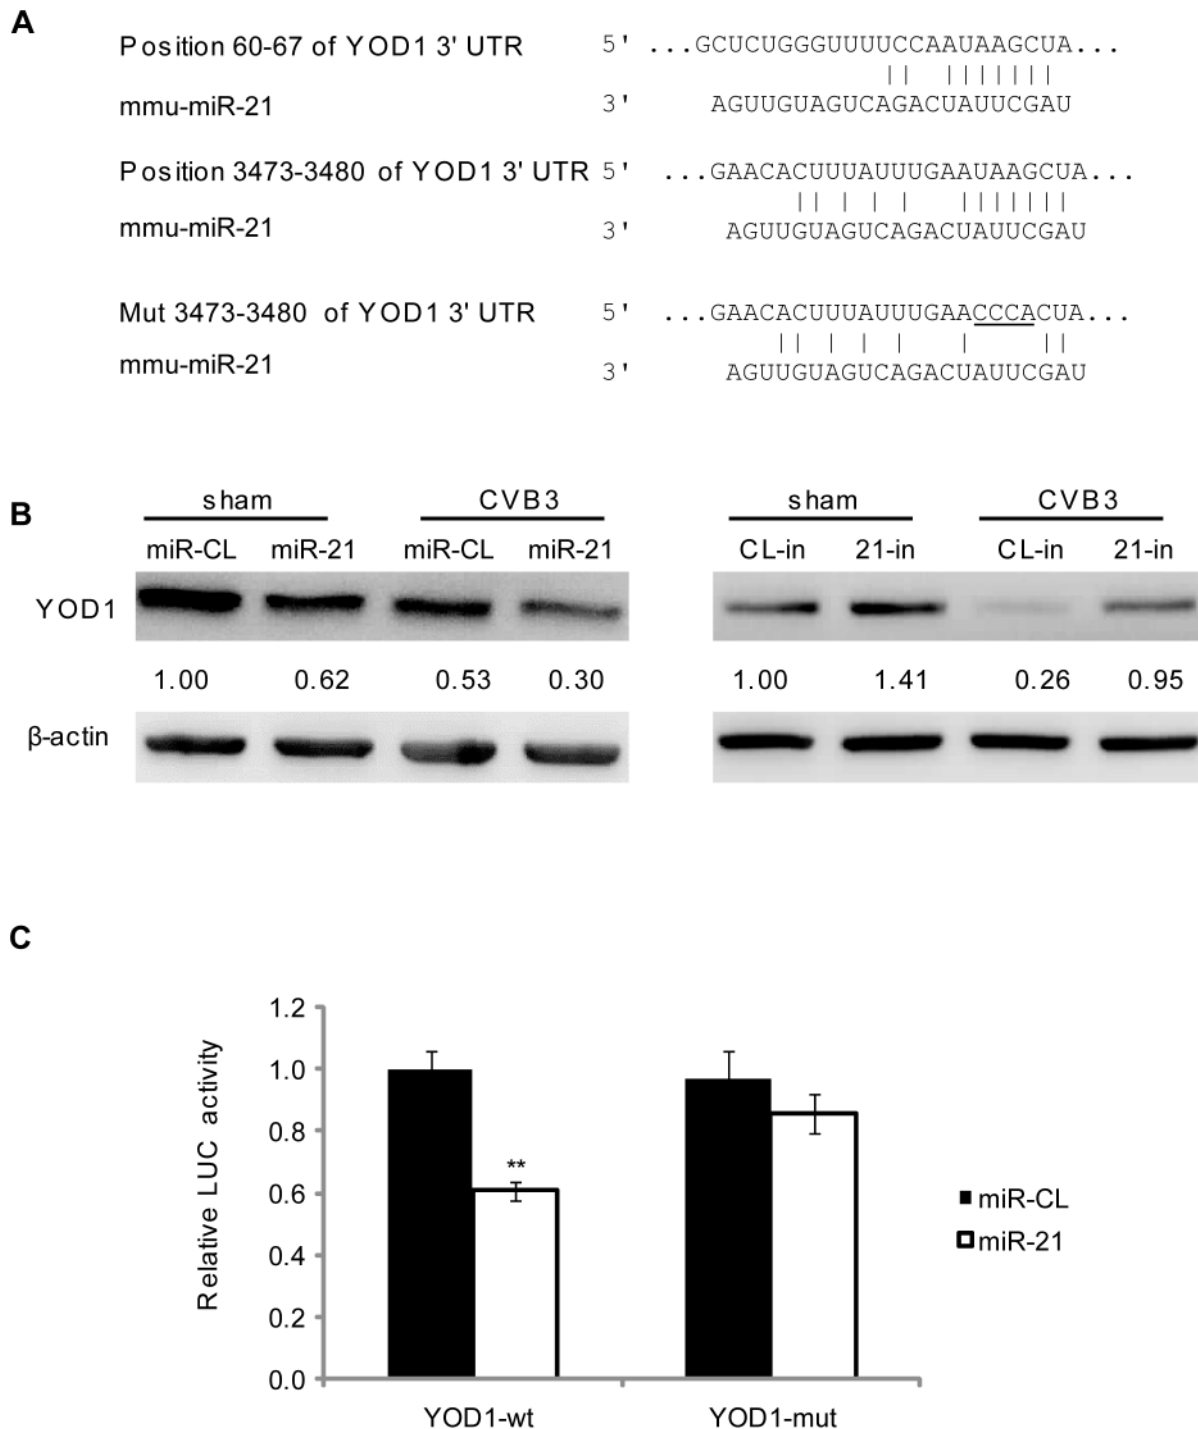 A
Position 60-67 of YOD1 3' UTR 5' ...GCUCUGGGUUUUCCAAUAAGCUA...
mmu-miR-21 3' AGUUGUAGUCAGACUAUUCGAU
Position 3473-3480 of YOD1 3' UTR 5' ...GAACACUUUAUUUGAAUAAGCUA...
mmu-miR-21 3' AGUUGUAGUCAGACUAUUCGAU
Mut 3473-3480 of YOD1 3' UTR 5' ...GAACACUUUAUUUGAACCCACUA...
mmu-miR-21 3' AGUUGUAGUCAGACUAUUCGAU
B
sham CVB3 sham CVB3
miR-CL miR-21 miR-CL miR-21 CL-in 21-in CL-in 21-in
YOD1
1.00 0.62 0.53 0.30 1.00 1.41 0.26 0.95
β-actin
C
Relative LUC activity
1.2
1.0
0.8
0.6
0.4
0.2
0.0
**
miR-CL
miR-21
YOD1-wt YOD1-mut